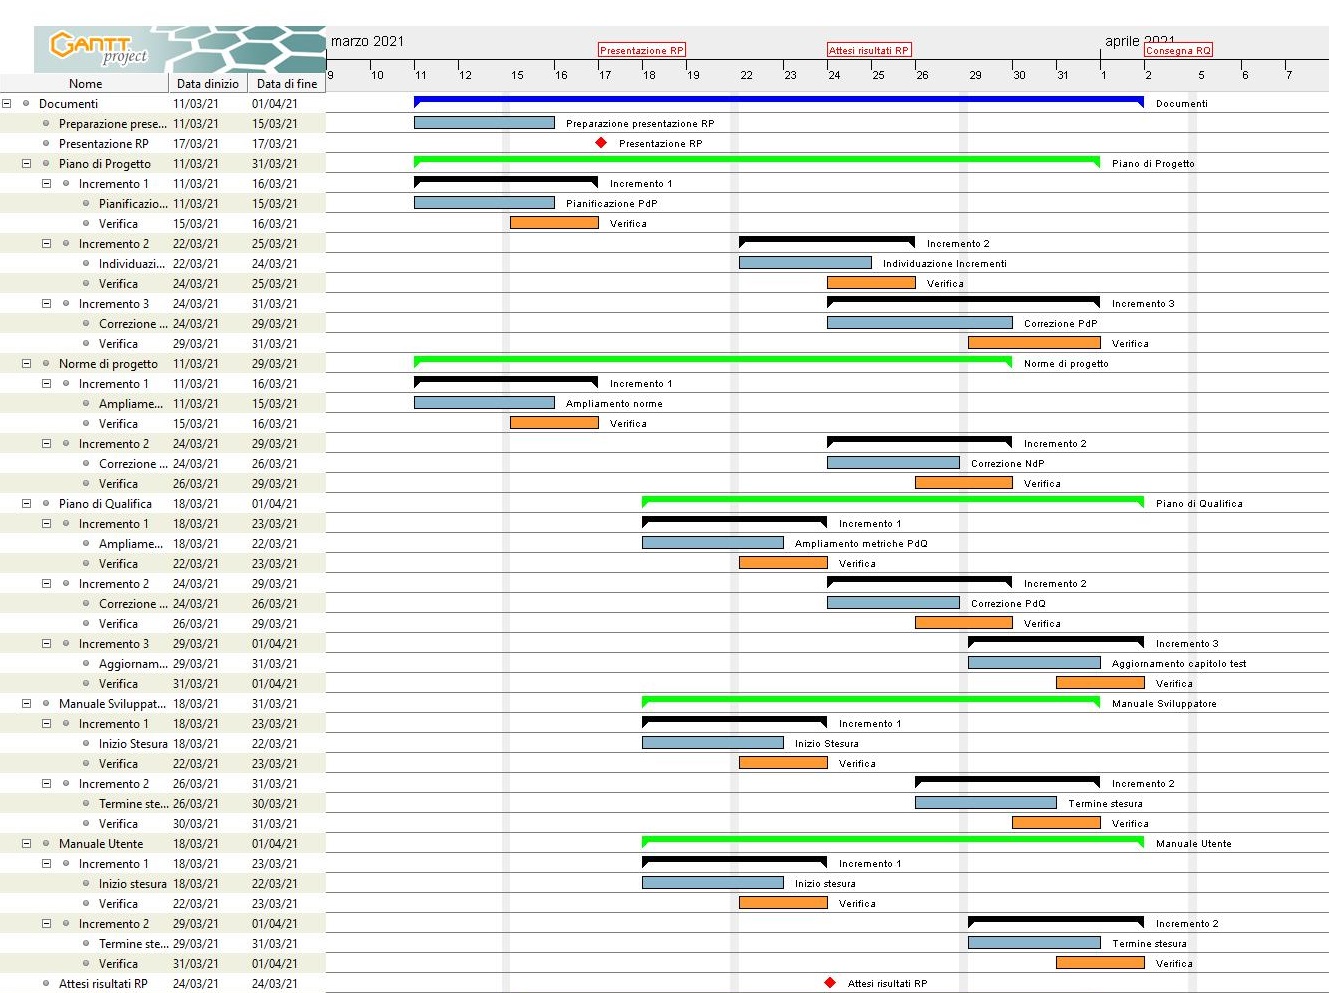 GANTT project
marzo 2021
aprile 2021
Presentazione RP
Attesi risultati RP
Consegna RQ
Nome Data dinizio Data di fine
9 10 11 12 15 16 17 18 19 22 23 24 25 26 29 30 31 1 2 5 6 7
Documenti 11/03/21 01/04/21 Documenti
Preparazione prese... 11/03/21 15/03/21 Preparazione presentazione RP
Presentazione RP 17/03/21 17/03/21 Presentazione RP
Piano di Progetto 11/03/21 31/03/21 Piano di Progetto
Incremento 1 11/03/21 16/03/21 Incremento 1
Pianificazio... 11/03/21 15/03/21 Pianificazione PdP
Verifica 15/03/21 16/03/21 Verifica
Incremento 2 22/03/21 25/03/21 Incremento 2
Individuazi... 22/03/21 24/03/21 Individuazione Incrementi
Verifica 24/03/21 25/03/21 Verifica
Incremento 3 24/03/21 31/03/21 Incremento 3
Correzione ... 24/03/21 29/03/21 Correzione PdP
Verifica 29/03/21 31/03/21 Verifica
Norme di progetto 11/03/21 29/03/21 Norme di progetto
Incremento 1 11/03/21 16/03/21 Incremento 1
Ampliame... 11/03/21 15/03/21 Ampliamento norme
Verifica 15/03/21 16/03/21 Verifica
Incremento 2 24/03/21 29/03/21 Incremento 2
Correzione ... 24/03/21 26/03/21 Correzione NdP
Verifica 26/03/21 29/03/21 Verifica
Piano di Qualifica 18/03/21 01/04/21 Piano di Qualifica
Incremento 1 18/03/21 23/03/21 Incremento 1
Ampliame... 18/03/21 22/03/21 Ampliamento metriche PdQ
Verifica 22/03/21 23/03/21 Verifica
Incremento 2 24/03/21 29/03/21 Incremento 2
Correzione ... 24/03/21 26/03/21 Correzione PdQ
Verifica 26/03/21 29/03/21 Verifica
Incremento 3 29/03/21 01/04/21 Incremento 3
Aggiornam... 29/03/21 31/03/21 Aggiornamento capitolo test
Verifica 31/03/21 01/04/21 Verifica
Manuale Sviluppat... 18/03/21 31/03/21 Manuale Sviluppatore
Incremento 1 18/03/21 23/03/21 Incremento 1
Inizio Stesura 18/03/21 22/03/21 Inizio Stesura
Verifica 22/03/21 23/03/21 Verifica
Incremento 2 26/03/21 31/03/21 Incremento 2
Termine ste... 26/03/21 30/03/21 Termine stesura
Verifica 30/03/21 31/03/21 Verifica
Manuale Utente 18/03/21 01/04/21 Manuale Utente
Incremento 1 18/03/21 23/03/21 Incremento 1
Inizio stesura 18/03/21 22/03/21 Inizio stesura
Verifica 22/03/21 23/03/21 Verifica
Incremento 2 29/03/21 01/04/21 Incremento 2
Termine ste... 29/03/21 31/03/21 Termine stesura
Verifica 31/03/21 01/04/21 Verifica
Attesi risultati RP 24/03/21 24/03/21 Attesi risultati RP